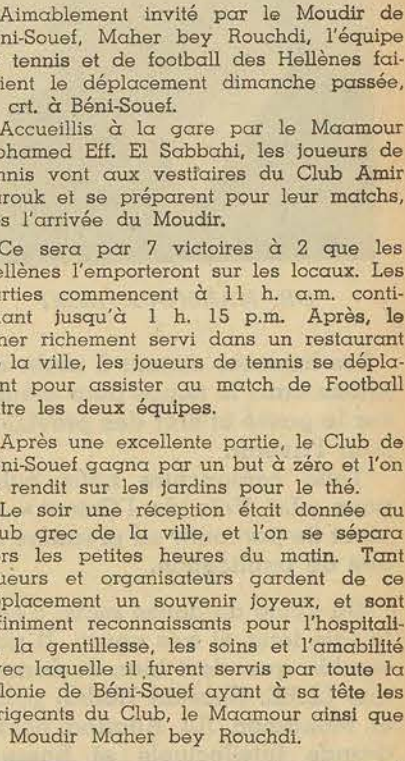 Aimablement invité par le Moudir de
ni-Souef, Maher bey Rouchdi, l'équipe
tennis et de football des Hellènes fai-
ient le déplacement dimanche passée,
crt. à Béni-Souef.
Accueillis à la gare par le Maamour
ohamed Eff. El Sabbahi, les joueurs de
nnis vont aux vestiaires du Club Amir
arouk et se préparent pour leur matchs,
s l'arrivée du Moudir.
Ce sera par 7 victoires à 2 que les
ellènes l'emporteront sur les locaux. Les
arties commencent à 11 h. a.m. conti-
uant jusqu'à 1 h. 15 p.m. Après, le
ner richement servi dans un restaurant
la ville, les joueurs de tennis se dépla-
nt pour assister au match de Football
tre les deux équipes.
Après une excellente partie, le Club de
ni-Souef gagna par un but à zéro et l'on
rendit sur les jardins pour le thé.
Le soir une réception était donnée au
ub grec de la ville, et l'on se sépara
rs les petites heures du matin. Tant
ueurs et organisateurs gardent de ce
placement un souvenir joyeux, et sont
finiment reconnaissants pour l'hospitali-
la gentillesse, les soins et l'amabilité
vec laquelle il furent servis par toute la
lonie de Béni-Souef ayant à sa tête les
rigeants du Club, le Maamour ainsi que
Moudir Maher bey Rouchdi.